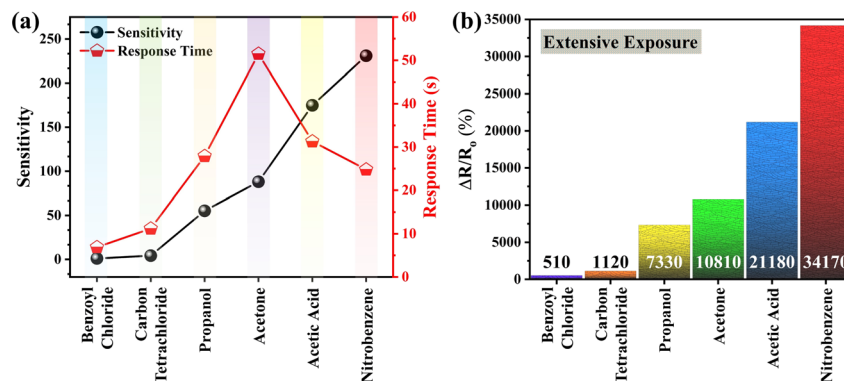 (a)
Sensitivity
Response Time
250
200
150
100
50
0
Sensitivity
60
50
40
30
20
10
0
Response Time (s)
Benzoyl
Chloride
Carbon
Tetrachloride
Propanol
Acetone
Acetic Acid
Nitrobenzene
(b)
Extensive Exposure
35000
30000
25000
20000
15000
10000
5000
0
ΔR/R₀ (%)
510
1120
7330
10810
21180
34170
Benzoyl
Chloride
Carbon
Tetrachloride
Propanol
Acetone
Acetic Acid
Nitrobenzene